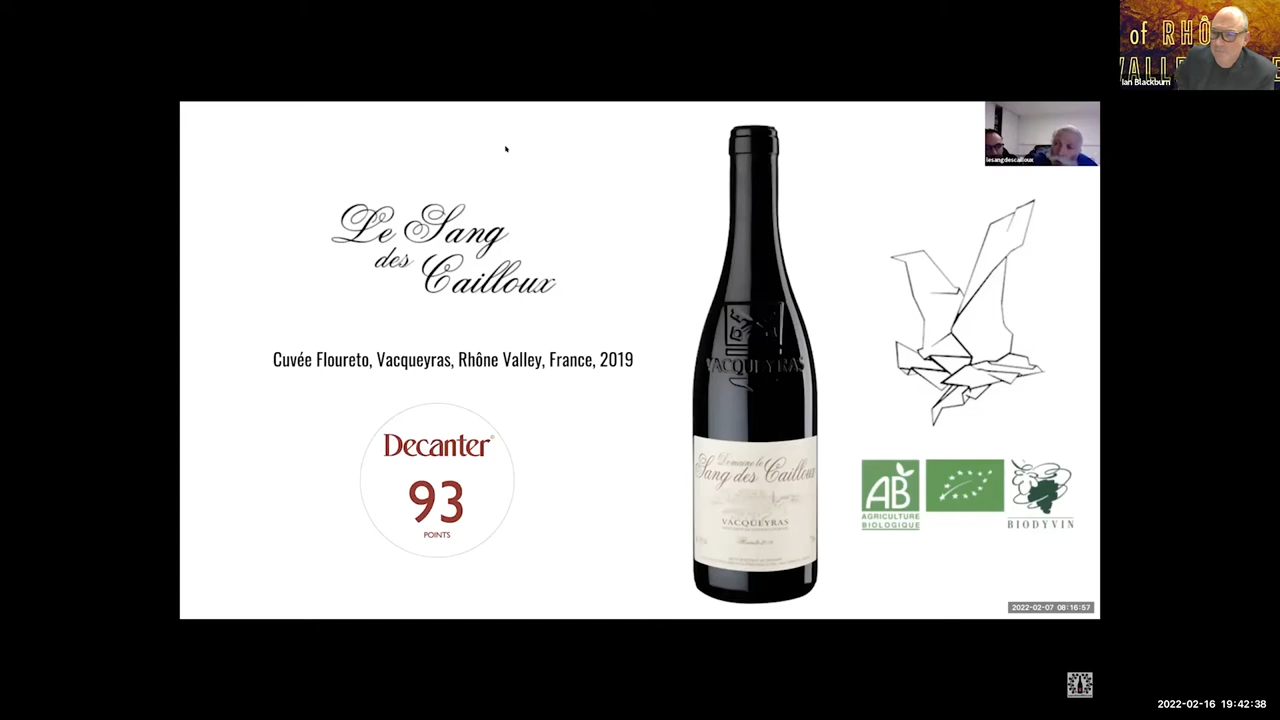 of RHÔ
VALLE
E
Ian Blackburn
lesangdescailloux
Le Sang
des
Cailloux
Cuvée Floureto, Vacqueyras, Rhône Valley, France, 2019
Decanter
93
POINTS
VACQUEYRAS
Domaine le
Sang des Cailloux
VACQUEYRAS
AB
AGRICULTURE
BIOLOGIQUE
BIODYVIN
2022-02-07 08:16:57
2022-02-16 19:42:38